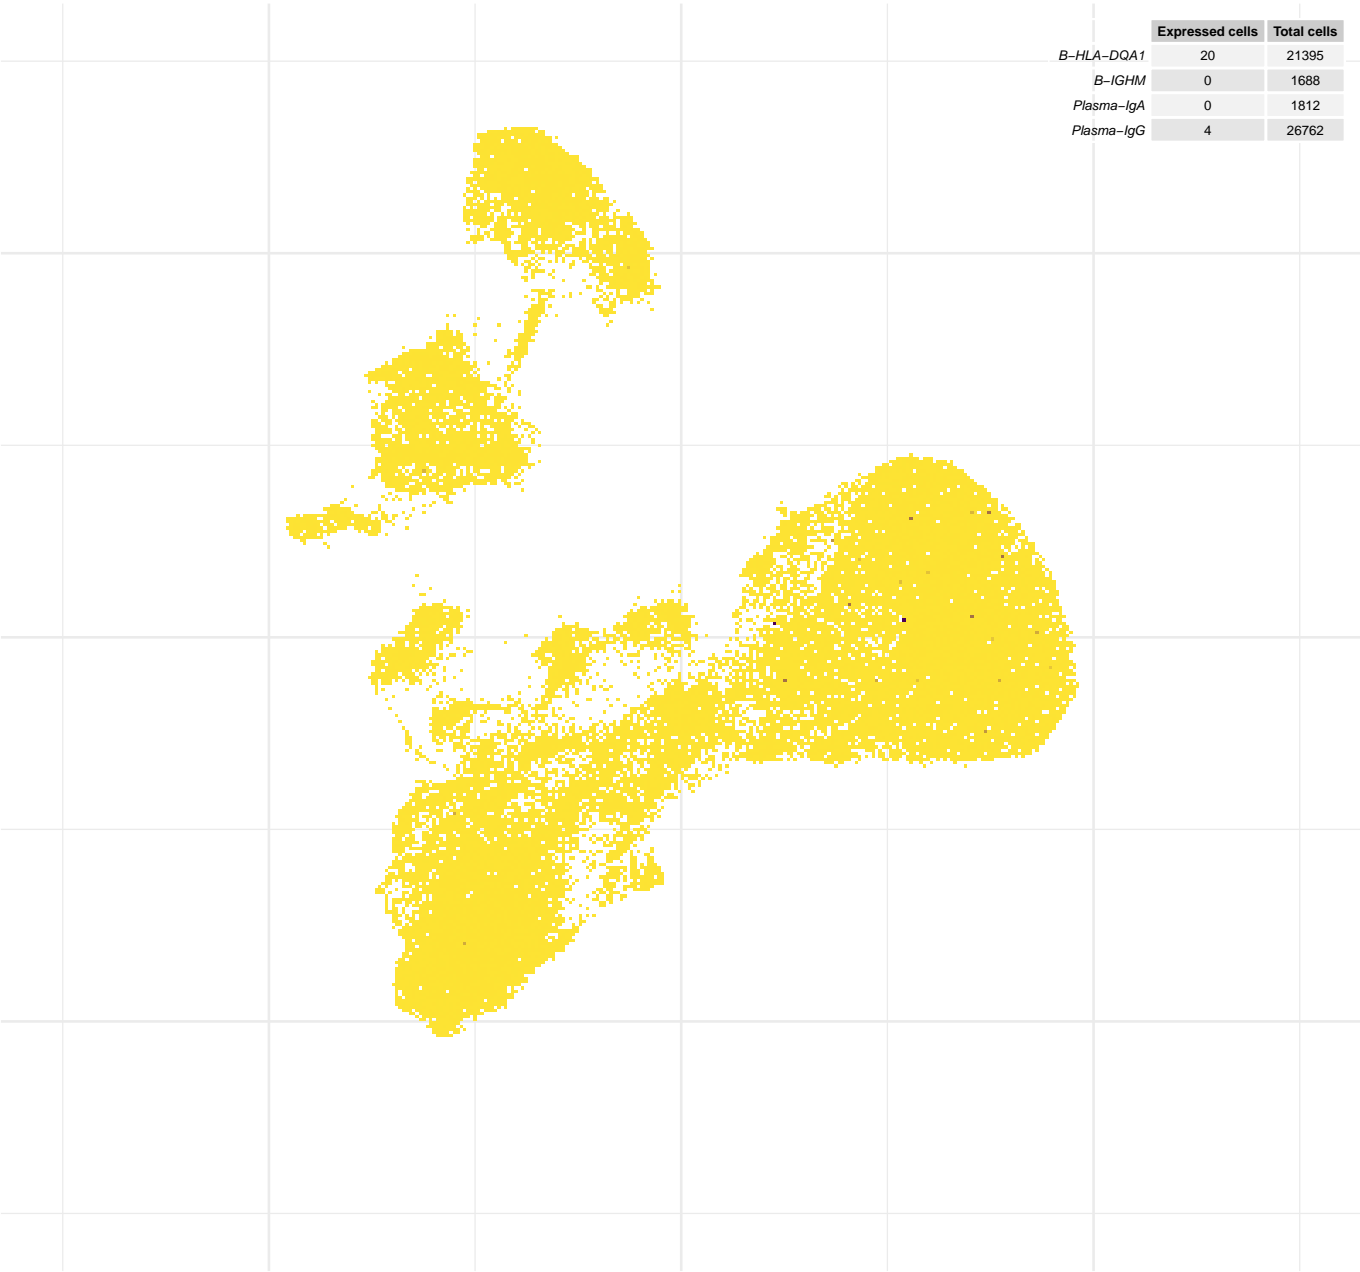 Expressed cells Total cells
B−HLA−DQA1 20 21395
B−IGHM 0 1688
Plasma−IgA 0 1812
Plasma−IgG 4 26762